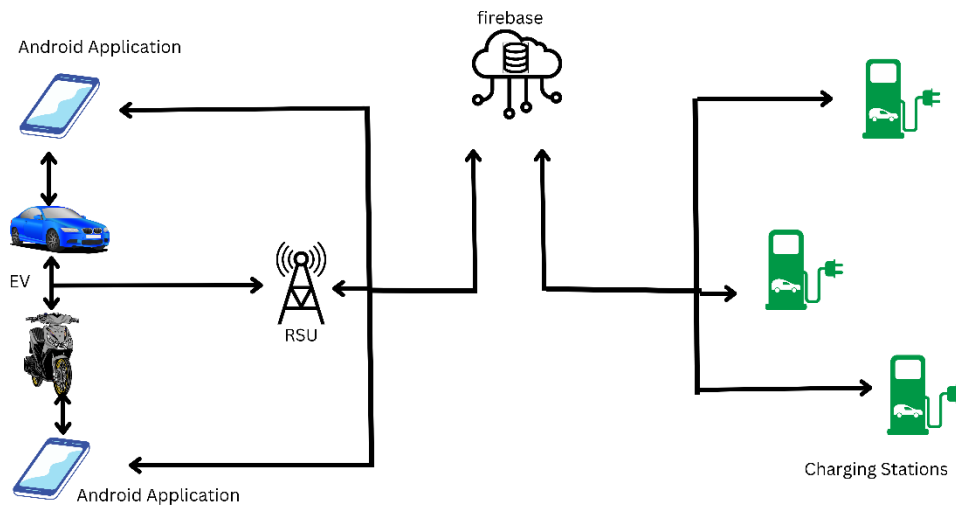 firebase
Android Application
EV
RSU
Charging Stations
Android Application